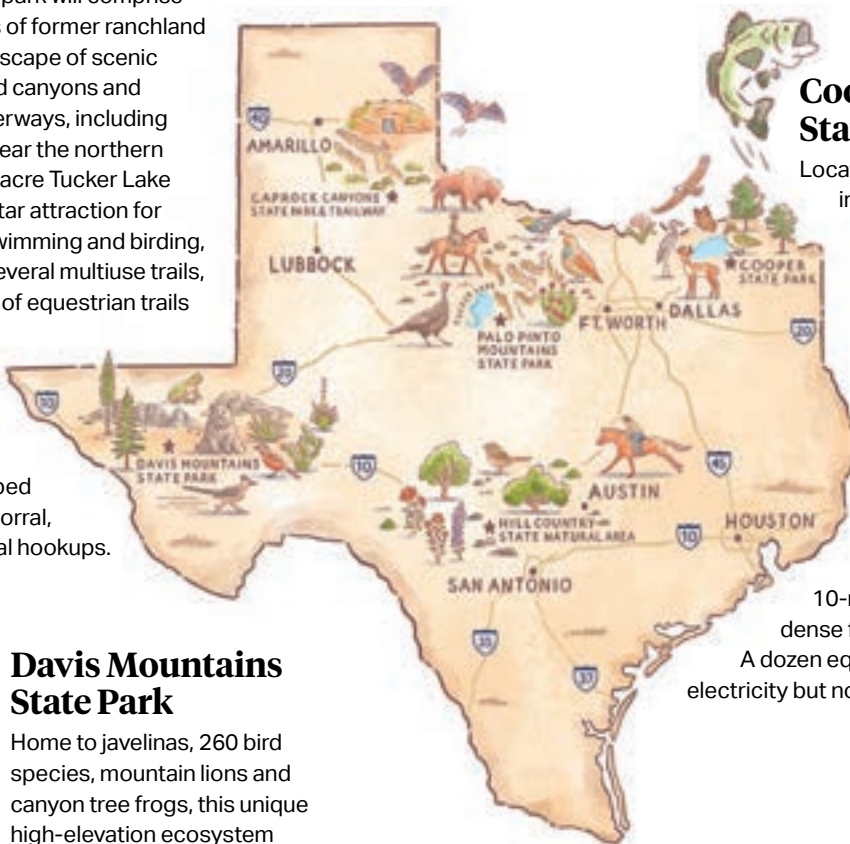 park will comprise
of former ranchland
scape of scenic
canyons and
erways, including
ear the northern
acre Tucker Lake
tar attraction for
wimming and birding,
everal multiuse trails,
of equestrian trails
ped
orral,
al hookups.
Davis Mountains
State Park
Home to javelinas, 260 bird
species, mountain lions and
canyon tree frogs, this unique
high-elevation ecosystem
Coo
Sta
Loca
in
10-
dense
A dozen eq
electricity but no
40
AMARILLO
CAPROCK CANYONS
STATE PARK & TRAILWAY
LUBBOCK
TUCKER LAKE
PALO PINTO
MOUNTAINS
STATE PARK
FT. WORTH
DALLAS
COOPER
STATE PARK
20
20
10
DAVIS MOUNTAINS
STATE PARK
10
AUSTIN
45
HILL COUNTRY
STATE NATURAL AREA
10
HOUSTON
SAN ANTONIO
35
37